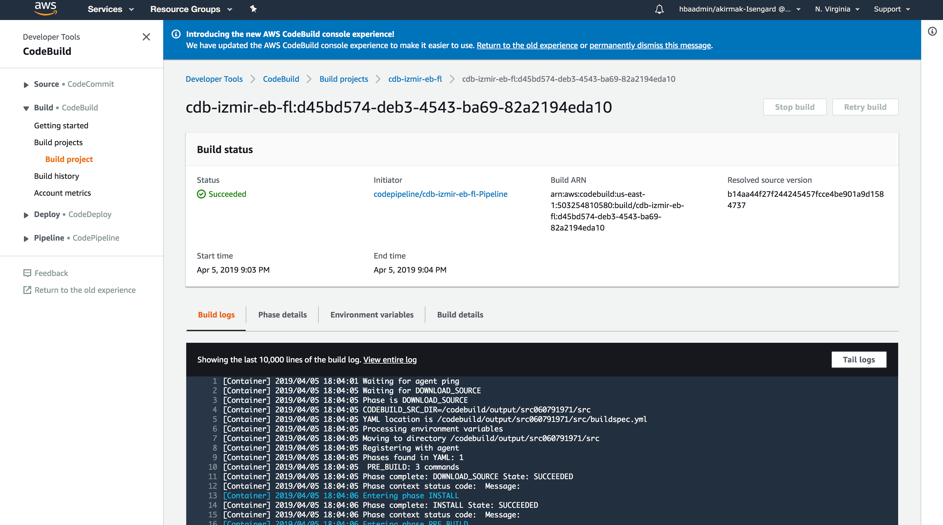 aws
Services
Resource Groups
hbaadmin/akirmak-Isengard @...
N. Virginia
Support
Developer Tools
CodeBuild
Source • CodeCommit
Build • CodeBuild
Getting started
Build projects
Build project
Build history
Account metrics
Deploy • CodeDeploy
Pipeline • CodePipeline
Feedback
Return to the old experience
Introducing the new AWS CodeBuild console experience!
We have updated the AWS CodeBuild console experience to make it easier to use. Return to the old experience or permanently dismiss this message.
Developer Tools > CodeBuild > Build projects > cdb-izmir-eb-fl > cdb-izmir-eb-fl:d45bd574-deb3-4543-ba69-82a2194eda10
cdb-izmir-eb-fl:d45bd574-deb3-4543-ba69-82a2194eda10
Stop build
Retry build
Build status
Status
Succeeded
Initiator
codepipeline/cdb-izmir-eb-fl-Pipeline
Build ARN
arn:aws:codebuild:us-east-
1:503254810580:build/cdb-izmir-eb-
fl:d45bd574-deb3-4543-ba69-
82a2194eda10
Resolved source version
b14aa44f27f244245457fcce4be901a9d158
4737
Start time
Apr 5, 2019 9:03 PM
End time
Apr 5, 2019 9:04 PM
Build logs
Phase details
Environment variables
Build details
Showing the last 10,000 lines of the build log. View entire log
Tail logs
1 [Container] 2019/04/05 18:04:01 Waiting for agent ping
2 [Container] 2019/04/05 18:04:05 Waiting for DOWNLOAD_SOURCE
3 [Container] 2019/04/05 18:04:05 Phase is DOWNLOAD_SOURCE
4 [Container] 2019/04/05 18:04:05 CODEBUILD_SRC_DIR=/codebuild/output/src060791971/src
5 [Container] 2019/04/05 18:04:05 YAML location is /codebuild/output/src060791971/src/buildspec.yml
6 [Container] 2019/04/05 18:04:05 Processing environment variables
7 [Container] 2019/04/05 18:04:05 Moving to directory /codebuild/output/src060791971/src
8 [Container] 2019/04/05 18:04:05 Registering with agent
9 [Container] 2019/04/05 18:04:05 Phases found in YAML: 1
10 [Container] 2019/04/05 18:04:05  PRE_BUILD: 3 commands
11 [Container] 2019/04/05 18:04:05 Phase complete: DOWNLOAD_SOURCE State: SUCCEEDED
12 [Container] 2019/04/05 18:04:05 Phase context status code:  Message:
13 [Container] 2019/04/05 18:04:06 Entering phase INSTALL
14 [Container] 2019/04/05 18:04:06 Phase complete: INSTALL State: SUCCEEDED
15 [Container] 2019/04/05 18:04:06 Phase context status code:  Message:
16 [Container] 2019/04/05 18:04:06 Entering phase PRE_BUILD